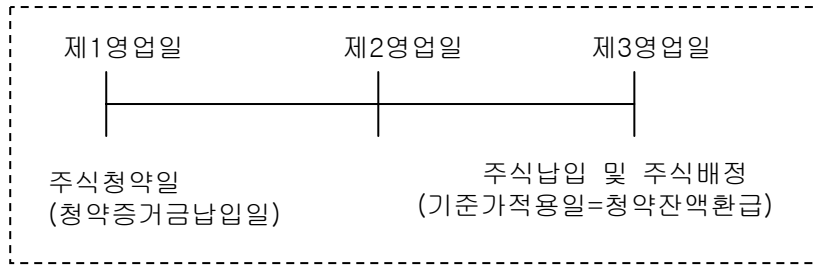 제1영업일 제2영업일 제3영업일
주식청약일
(청약증거금납입일)
주식납입 및 주식배정
(기준가적용일=청약잔액환급)